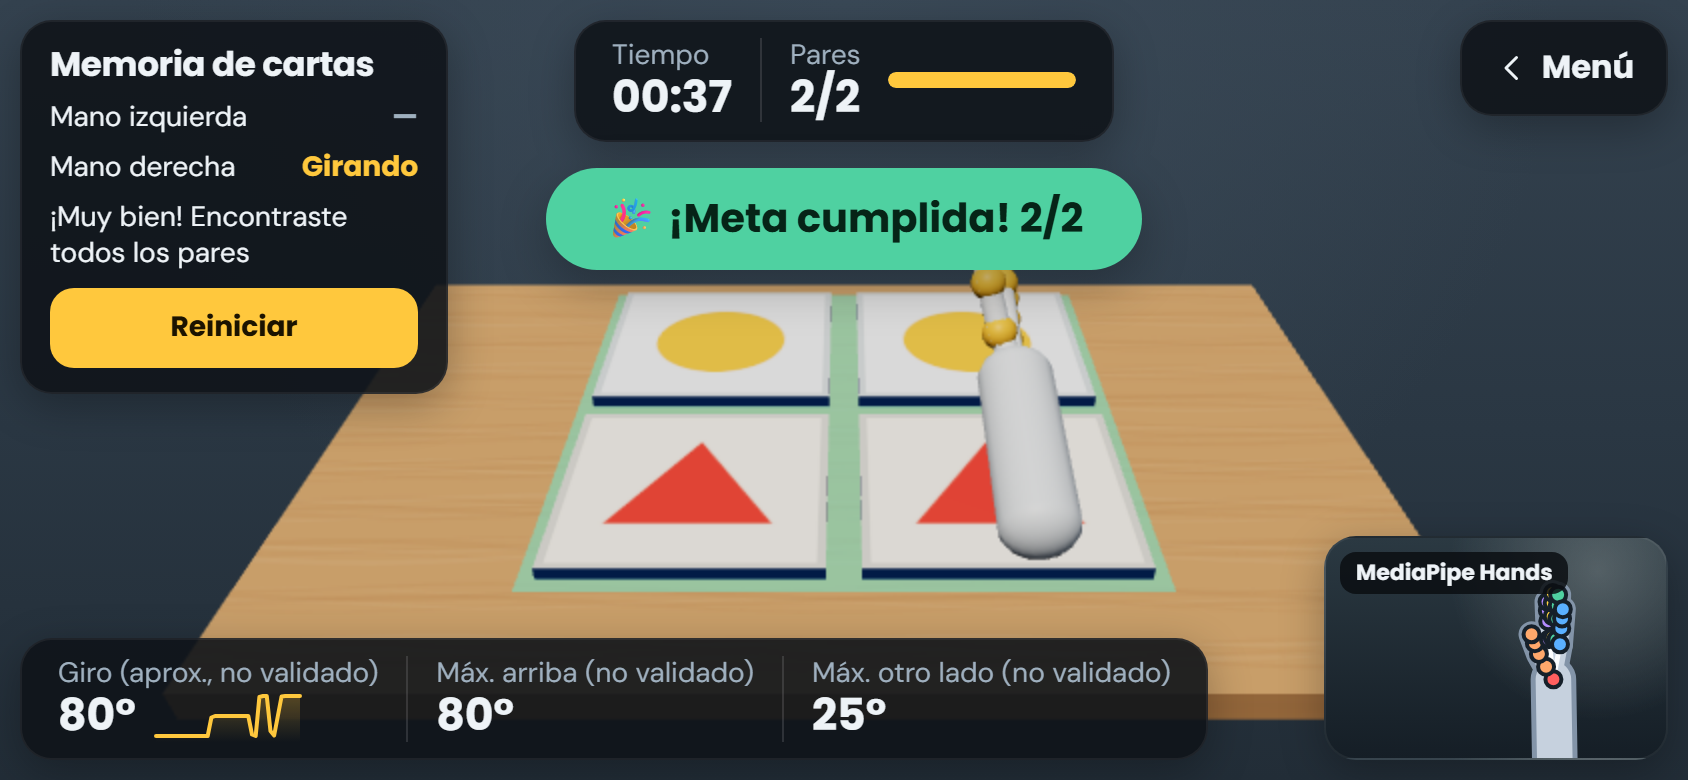 Memoria de cartas
Mano izquierda –
Mano derecha Girando
¡Muy bien! Encontraste
todos los pares
Reiniciar
Tiempo
00:37
Pares
2/2
Menú
🎉 ¡Meta cumplida! 2/2
MediaPipe Hands
Giro (aprox., no validado)
80°
Máx. arriba (no validado)
80°
Máx. otro lado (no validado)
25°